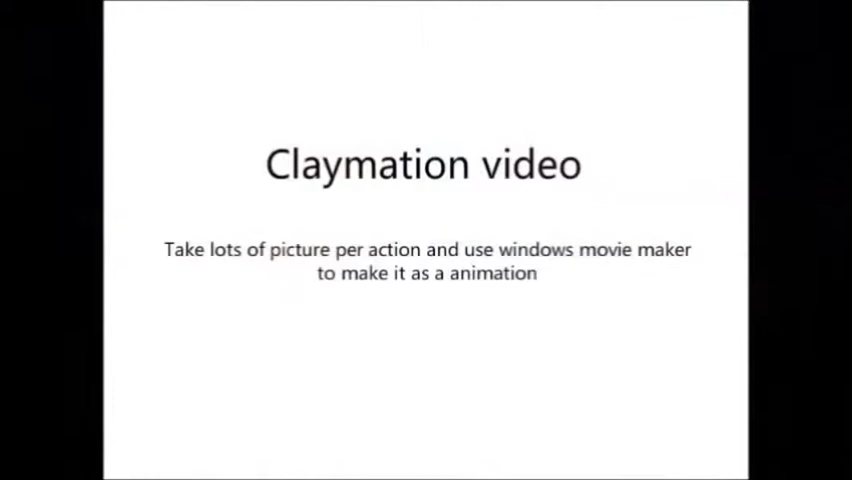 Claymation video
Take lots of picture per action and use windows movie maker
to make it as a animation